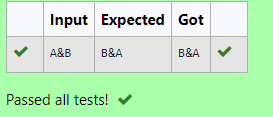 Input Expected Got
A&B B&A B&A
Passed all tests!